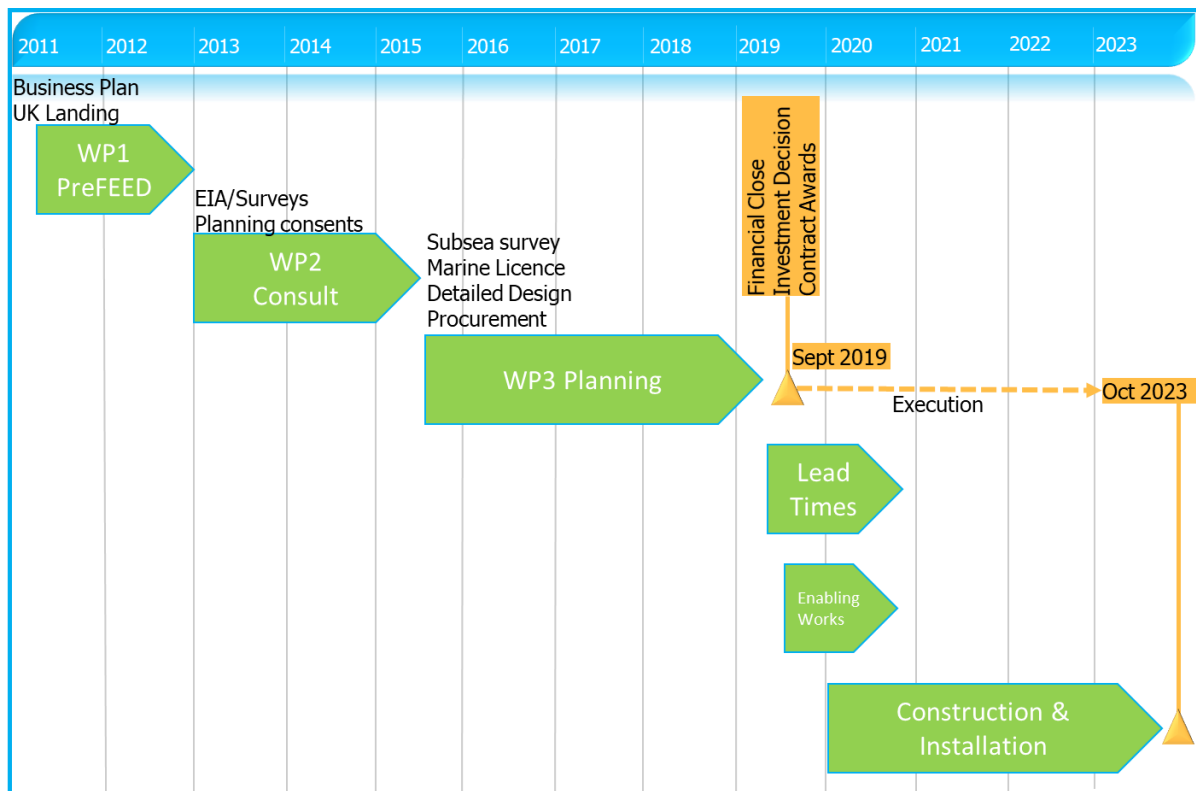 2011 2012 2013 2014 2015 2016 2017 2018 2019 2020 2021 2022 2023
Business Plan
UK Landing
WP1
PreFEED
EIA/Surveys
Planning consents
WP2
Consult
Subsea survey
Marine Licence
Detailed Design
Procurement
WP3 Planning
Financial Close
Investment Decision
Contract Awards
Sept 2019
Execution
Oct 2023
Lead
Times
Enabling
Works
Construction &
Installation